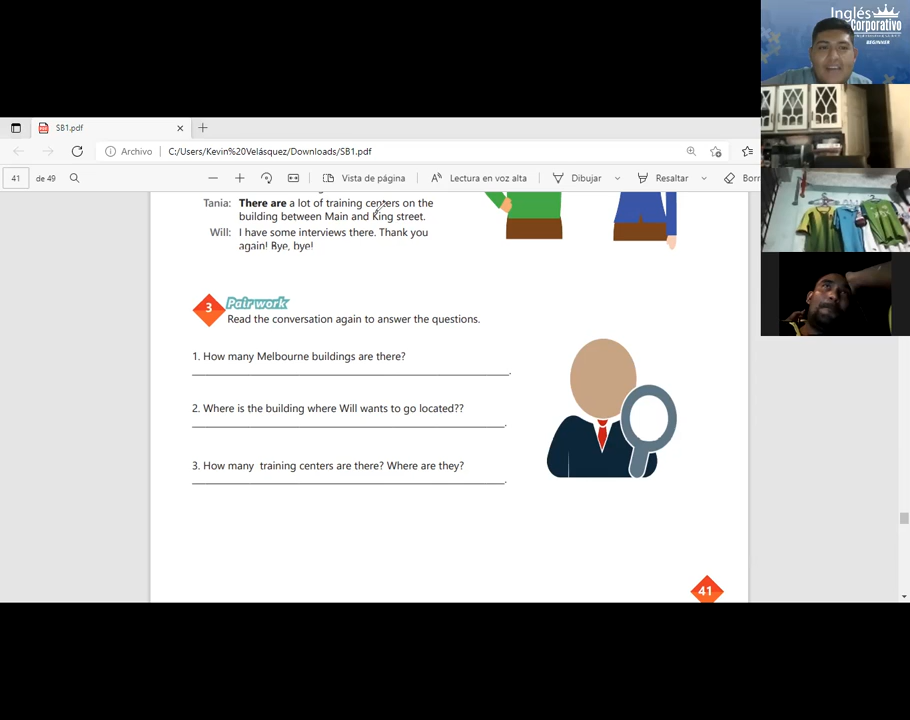 Inglés
Corporativo
BEGINNER
SB1.pdf
Archivo
C:/Users/Kevin%20Velásquez/Downloads/SB1.pdf
41
de 49
Vista de página
Lectura en voz alta
Dibujar
Resaltar
Borr
Tania: There are a lot of training centers on the
building between Main and King street.
Will: I have some interviews there. Thank you
again! Bye, bye!
3 Pair work
Read the conversation again to answer the questions.
1. How many Melbourne buildings are there?
2. Where is the building where Will wants to go located??
3. How many training centers are there? Where are they?
41